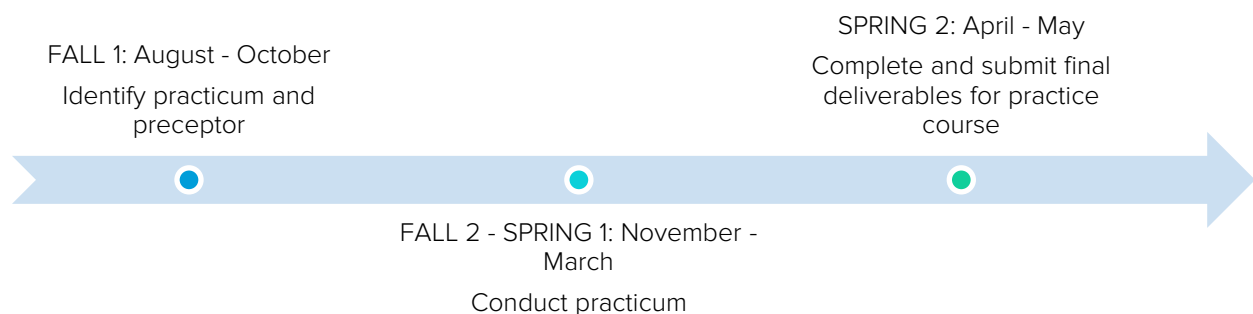 FALL 1: August - October
Identify practicum and
preceptor
FALL 2 - SPRING 1: November -
March
Conduct practicum
SPRING 2: April - May
Complete and submit final
deliverables for practice
course